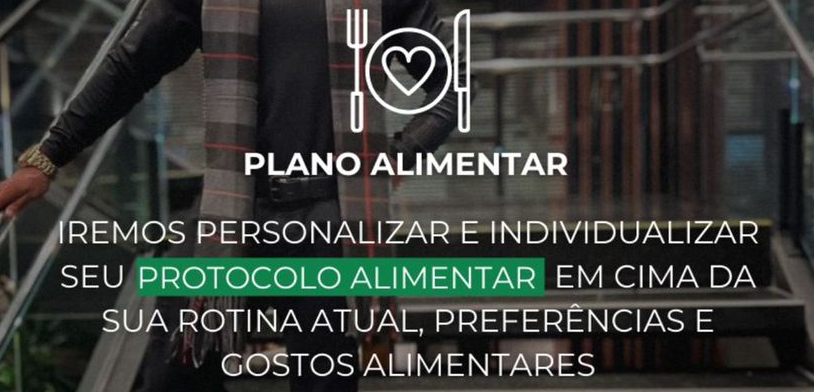 PLANO ALIMENTAR
IREMOS PERSONALIZAR E INDIVIDUALIZAR
SEU PROTOCOLO ALIMENTAR EM CIMA DA
SUA ROTINA ATUAL, PREFERÊNCIAS E
GOSTOS ALIMENTARES